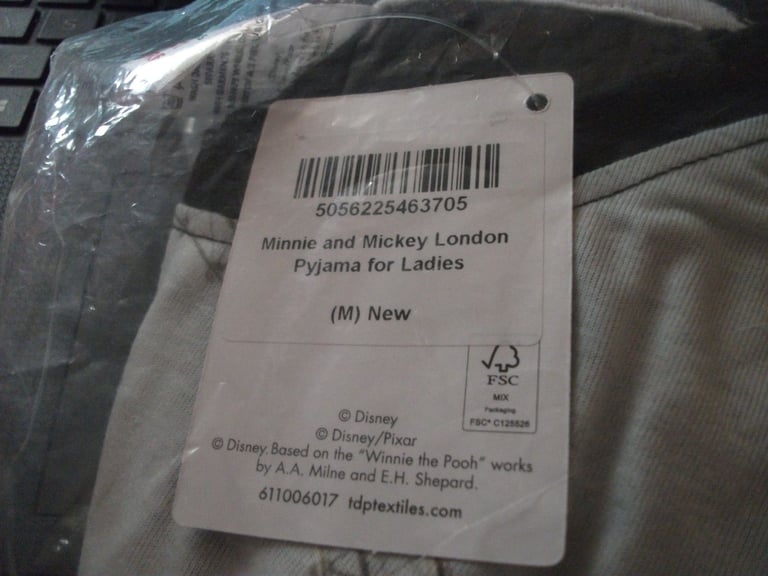 5056225463705
Minnie and Mickey London
Pyjama for Ladies
(M) New
FSC
MIX
Packaging
FSC® C125526
© Disney
© Disney/Pixar
© Disney. Based on the "Winnie the Pooh" works
by A.A. Milne and E.H. Shepard.
611006017 tdptextiles.com